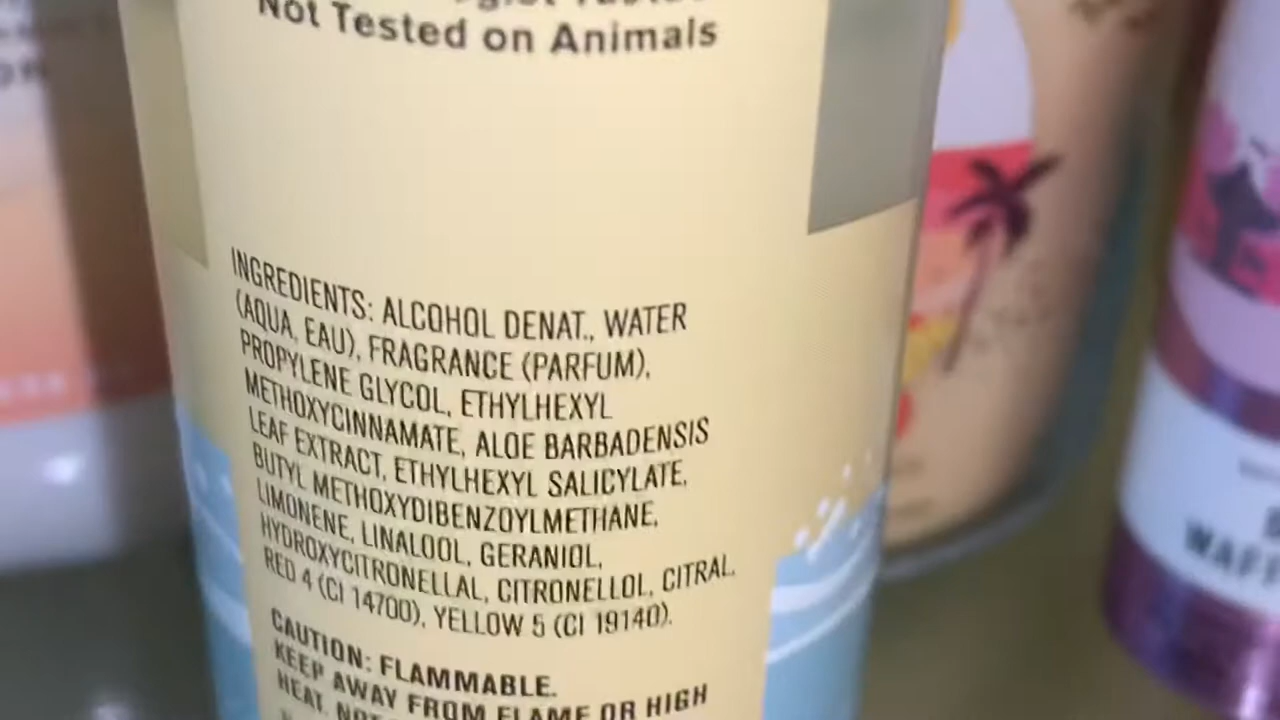 Not Tested on Animals
INGREDIENTS: ALCOHOL DENAT., WATER
(AQUA, EAU), FRAGRANCE (PARFUM),
PROPYLENE GLYCOL, ETHYLHEXYL
METHOXYCINNAMATE, ALOE BARBADENSIS
LEAF EXTRACT, ETHYLHEXYL SALICYLATE,
BUTYL METHOXYDIBENZOYLMETHANE,
LIMONENE, LINALOOL, GERANIOL,
HYDROXYCITRONELLAL, CITRONELLOL, CITRAL,
RED 4 (CI 14700), YELLOW 5 (CI 19140).
CAUTION: FLAMMABLE.
KEEP AWAY FROM FLAME OR HIGH
HEAT. NOT